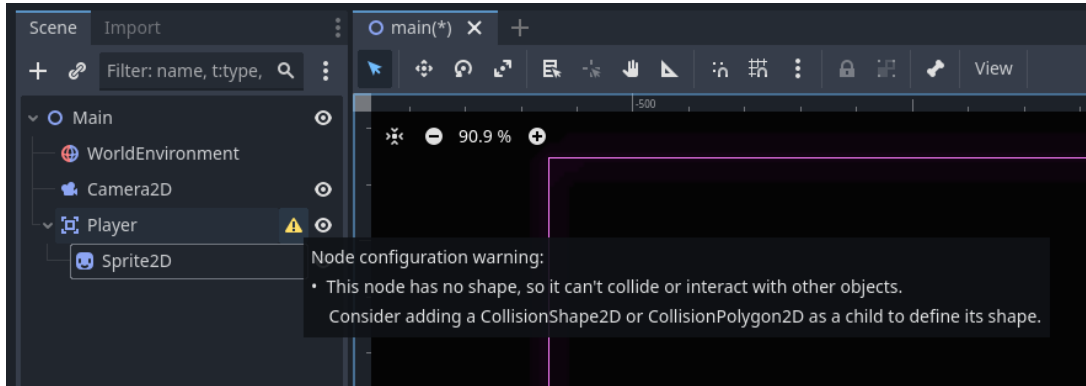 Scene Import
main(*)
Filter: name, t:type,
View
Main
-500
90.9 %
WorldEnvironment
Camera2D
Player
Sprite2D
Node configuration warning:
• This node has no shape, so it can't collide or interact with other objects.
Consider adding a CollisionShape2D or CollisionPolygon2D as a child to define its shape.